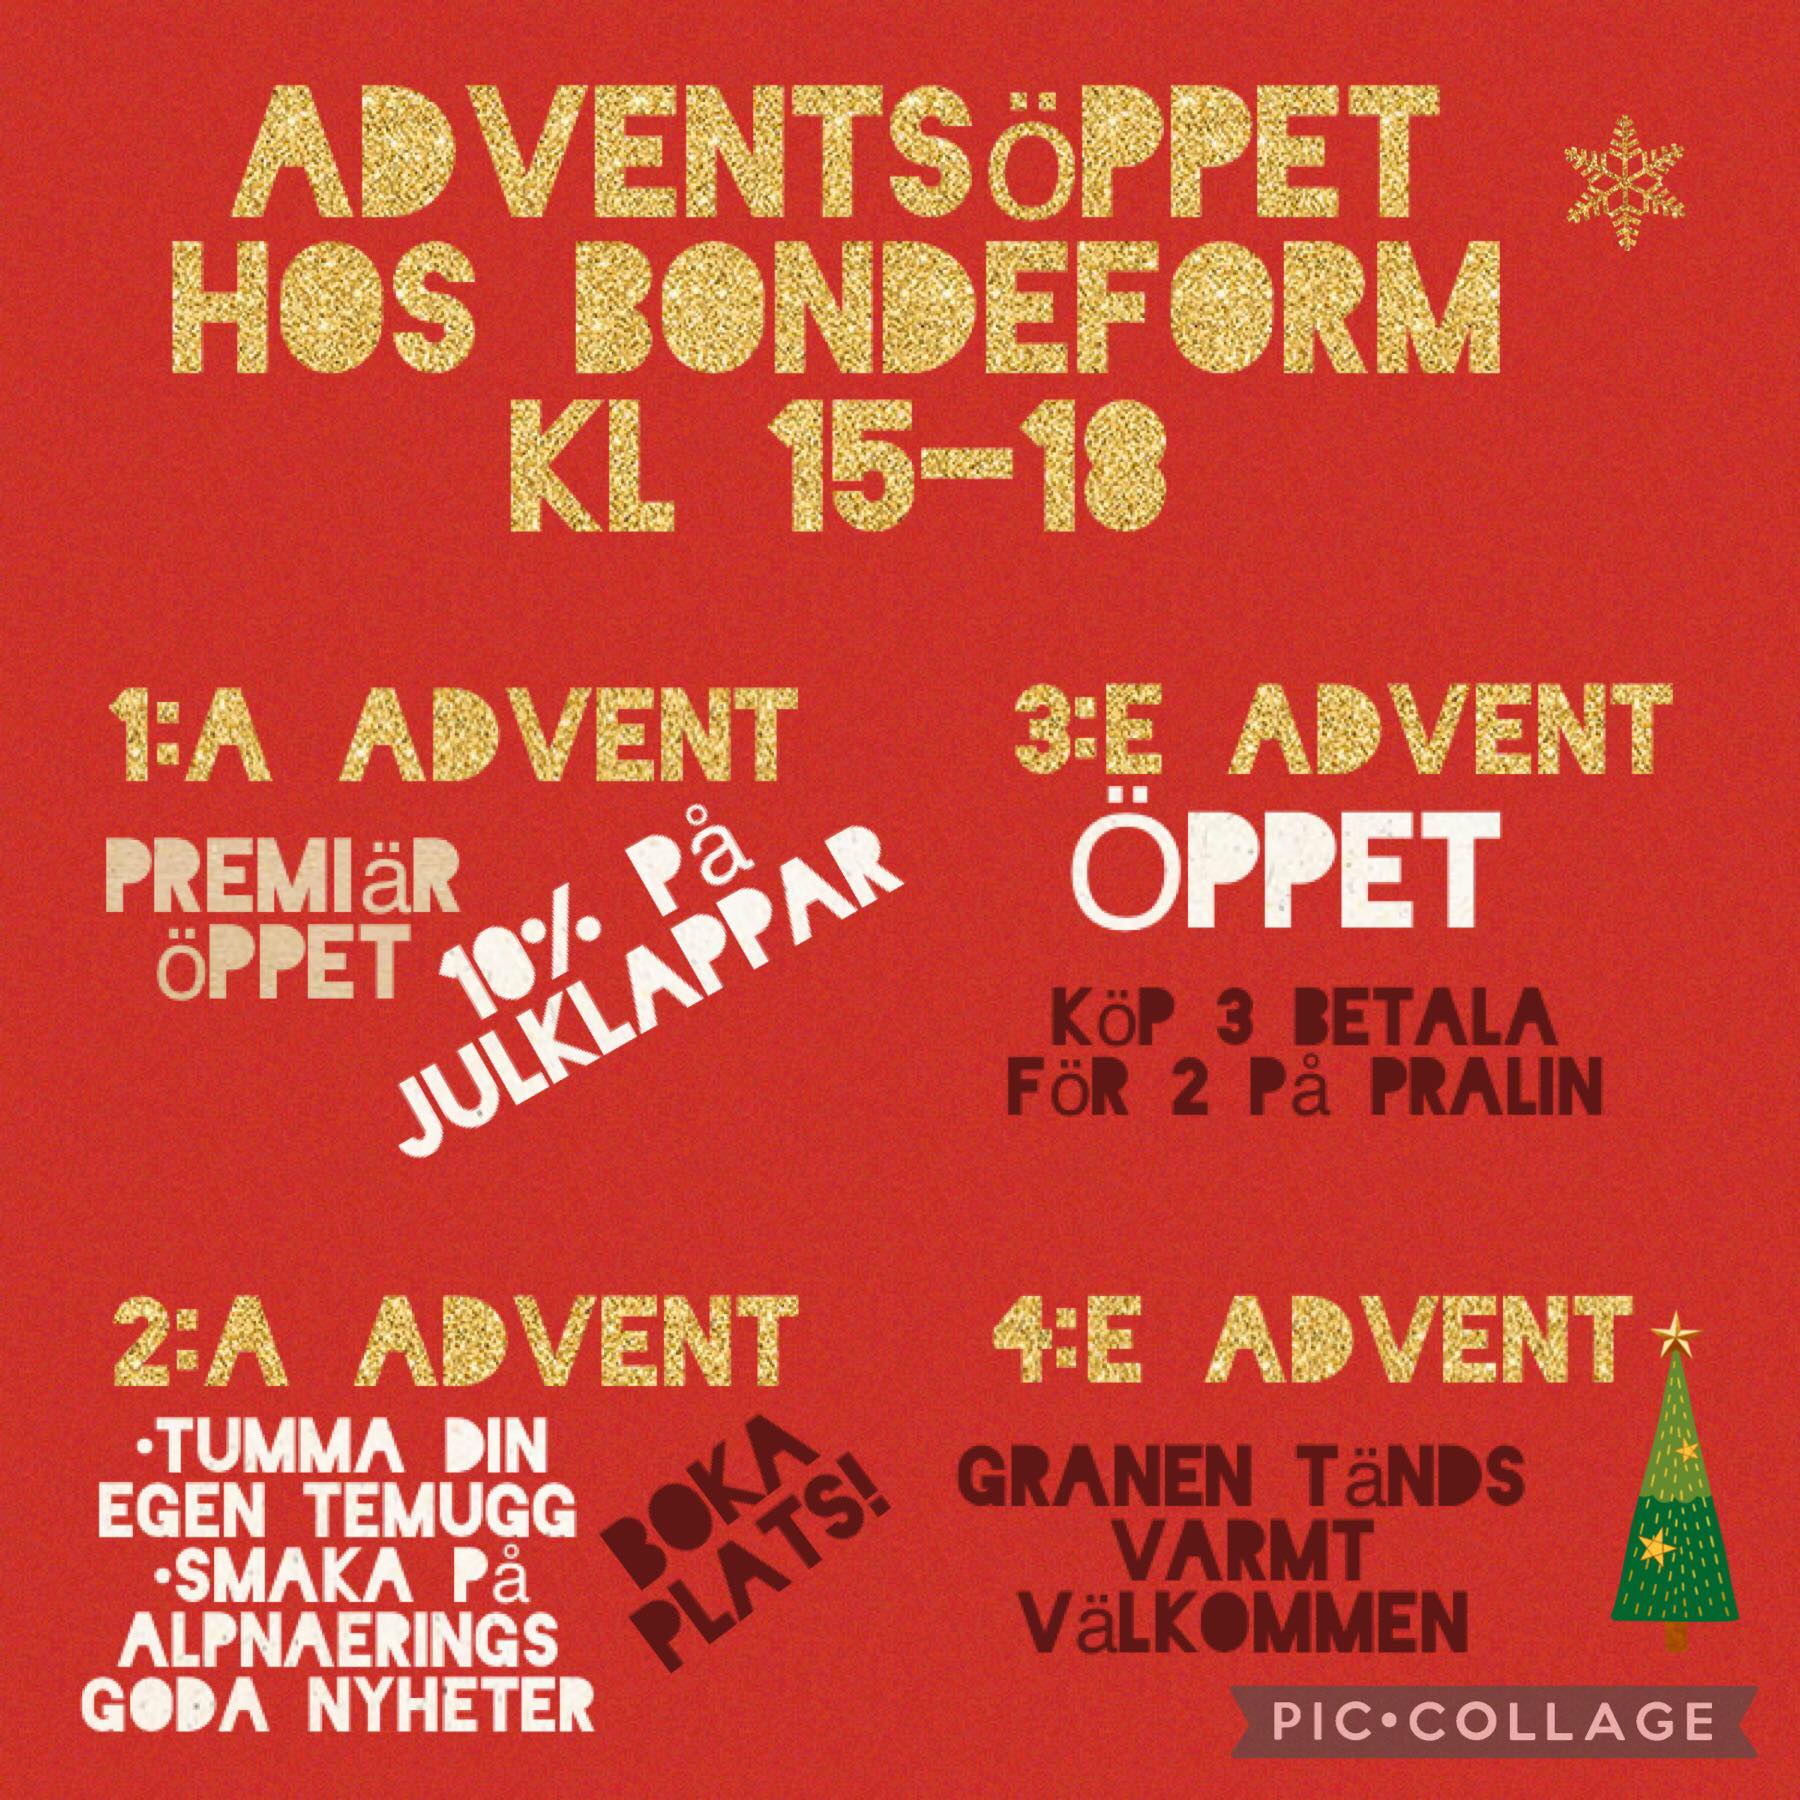 ADVENTSÖPPET
HOS BONDEFORM
KL 15-18
1:A ADVENT
PREMIÄR
ÖPPET
10% PÅ
JULKLAPPAR
3:E ADVENT
ÖPPET
KÖP 3 BETALA
FÖR 2 PÅ PRALIN
2:A ADVENT
•TUMMA DIN
EGEN TEMUGG
•SMAKA PÅ
ALPNAERINGS
GODA NYHETER
BOKA
PLATS!
4:E ADVENT
GRANEN TÄNDS
VARMT
VÄLKOMMEN
PIC•COLLAGE